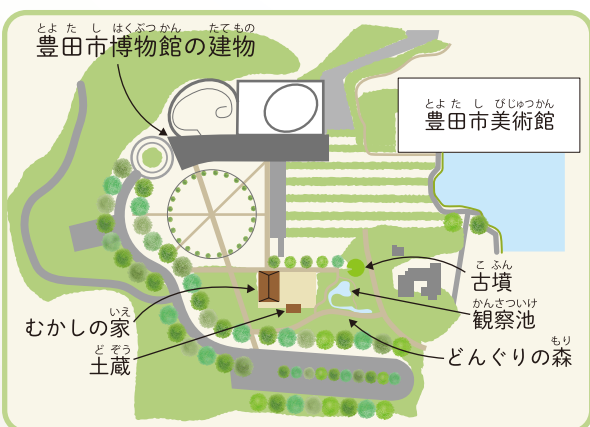 とよたしはくぶつかん たてもの
豊田市博物館の建物
とよたしびじゅつかん
豊田市美術館
こふん
古墳
かんさついけ
観察池
もり
どんぐりの森
いえ
むかしの家
どぞう
土蔵